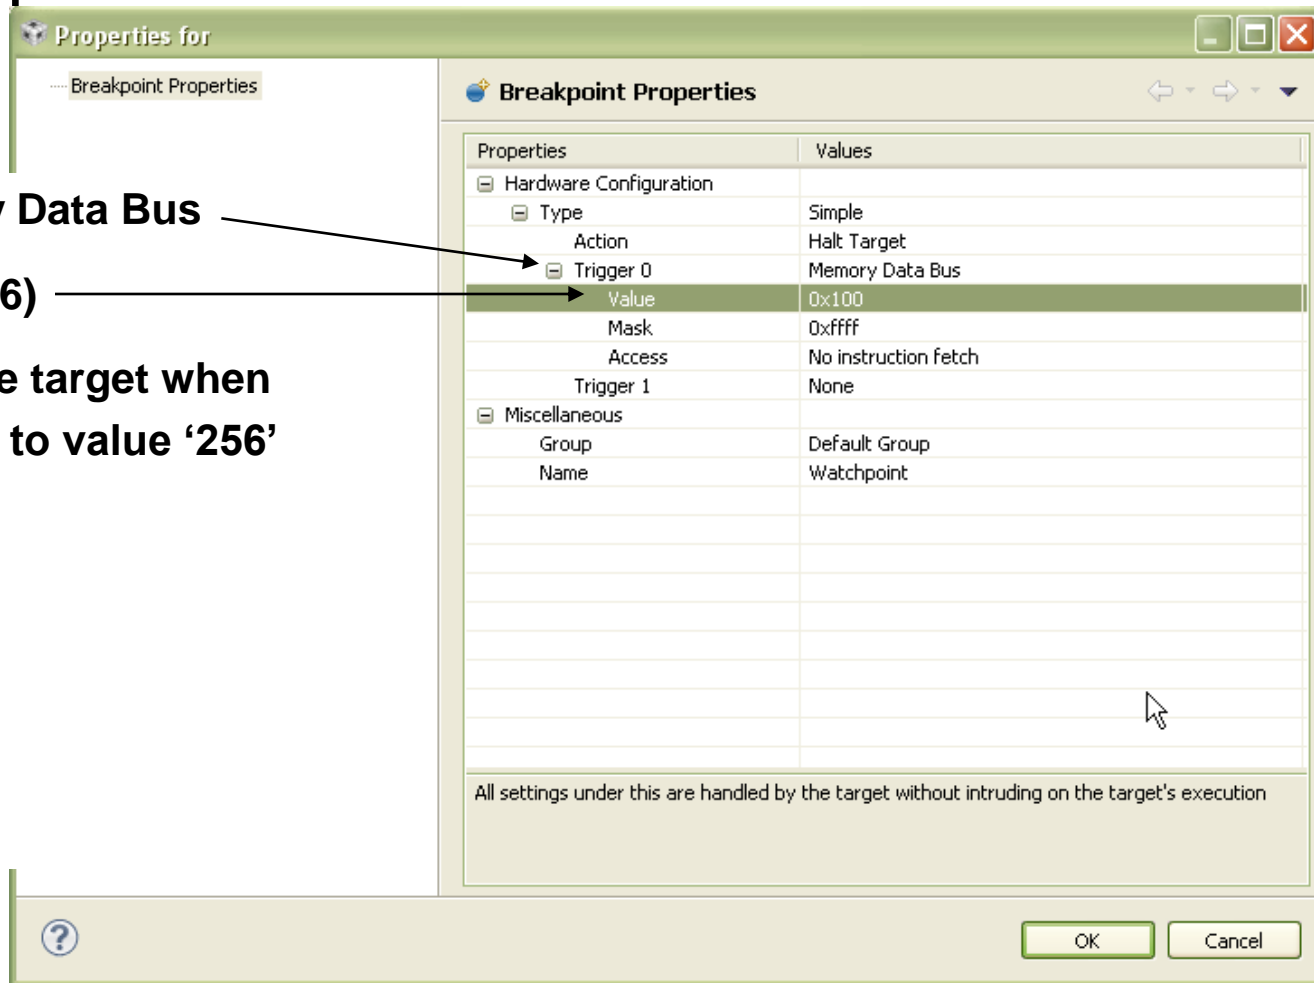 Properties for
Breakpoint Properties
Breakpoint Properties
Properties Values
Hardware Configuration
Type Simple
Action Halt Target
Trigger 0 Memory Data Bus
Value 0x100
Mask 0xffff
Access No instruction fetch
Trigger 1 None
Miscellaneous
Group Default Group
Name Watchpoint
Data Bus
6)
target when
to value ‘256’
All settings under this are handled by the target without intruding on the target's execution
OK Cancel